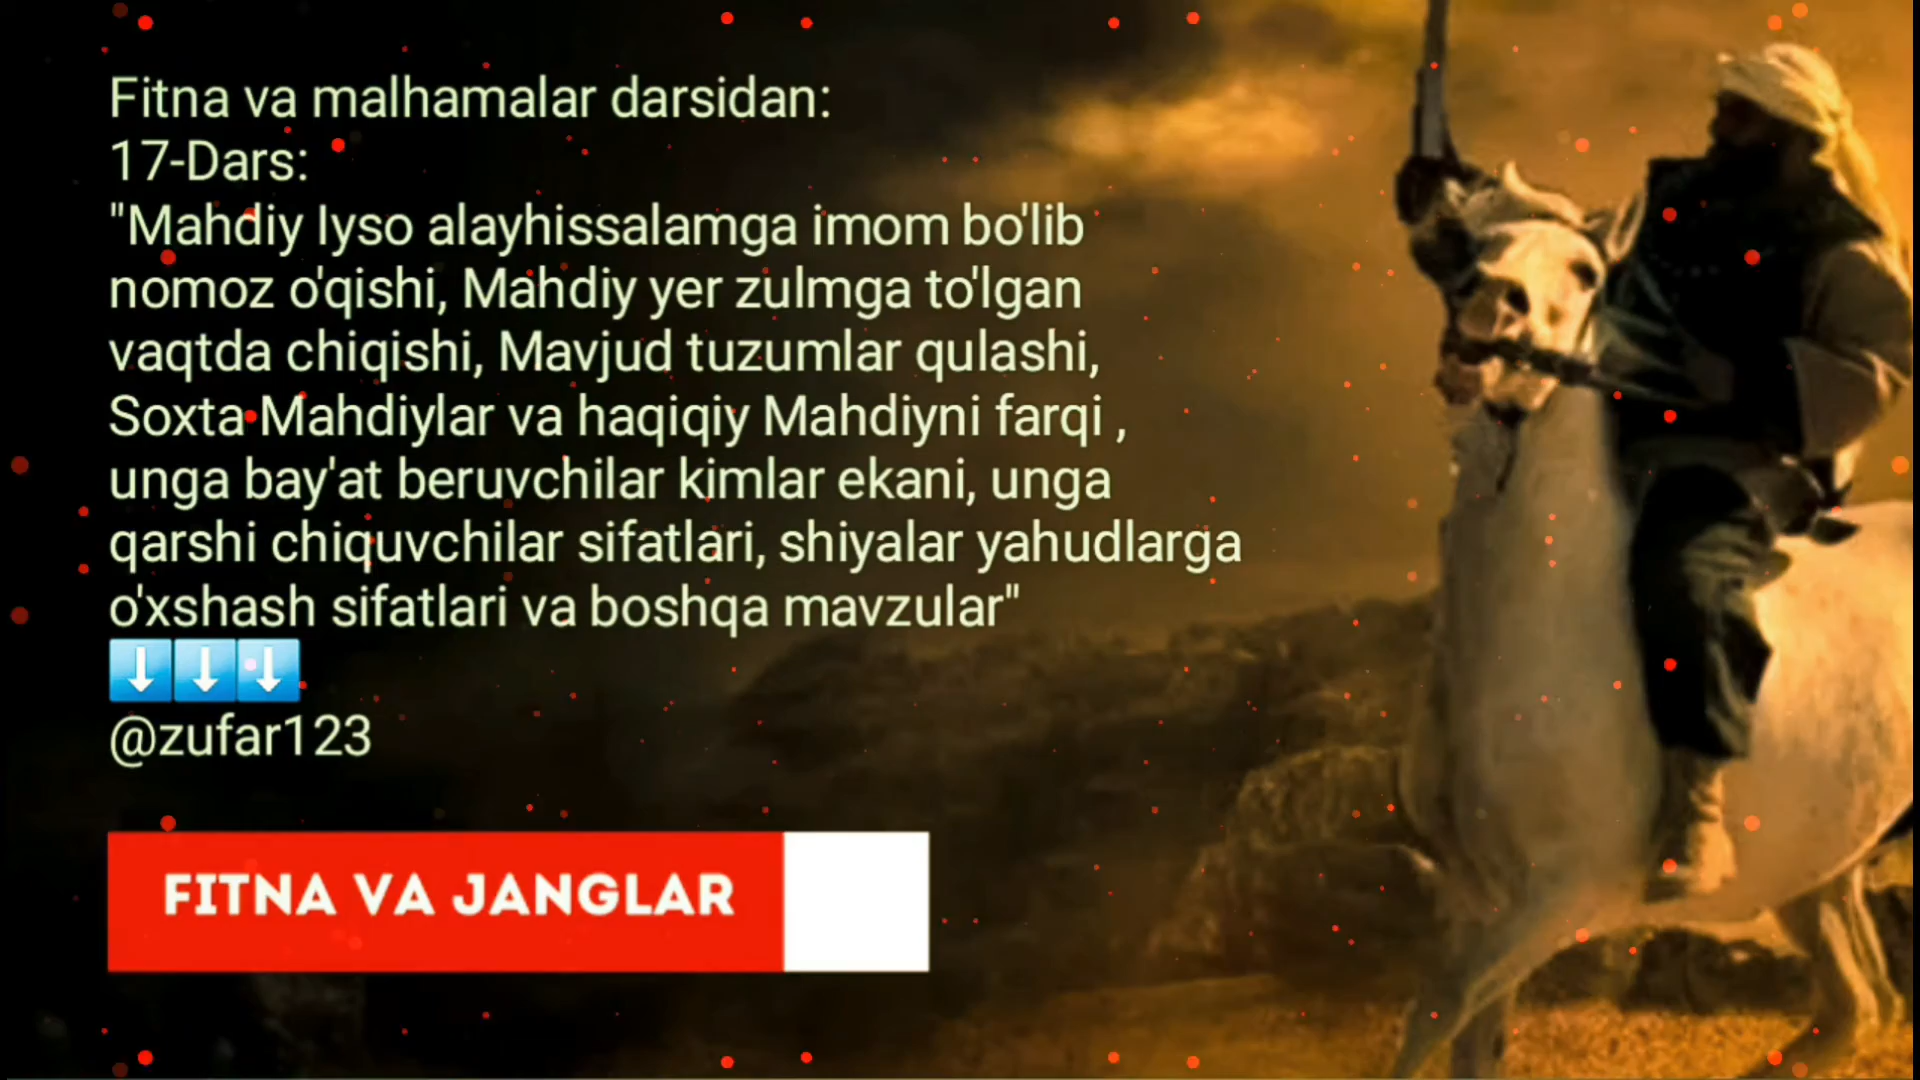 Fitna va malhamalar darsidan:
17-Dars:
"Mahdiy Iyso alayhissalamga imom bo'lib
nomoz o'qishi, Mahdiy yer zulmga to'lgan
vaqtda chiqishi, Mavjud tuzumlar qulashi,
Soxta Mahdiylar va haqiqiy Mahdiyni farqi ,
unga bay'at beruvchilar kimlar ekani, unga
qarshi chiquvchilar sifatlari, shiyalar yahudlarga
o'xshash sifatlari va boshqa mavzular"
⬇️⬇️⬇️
@zufar123
FITNA VA JANGLAR